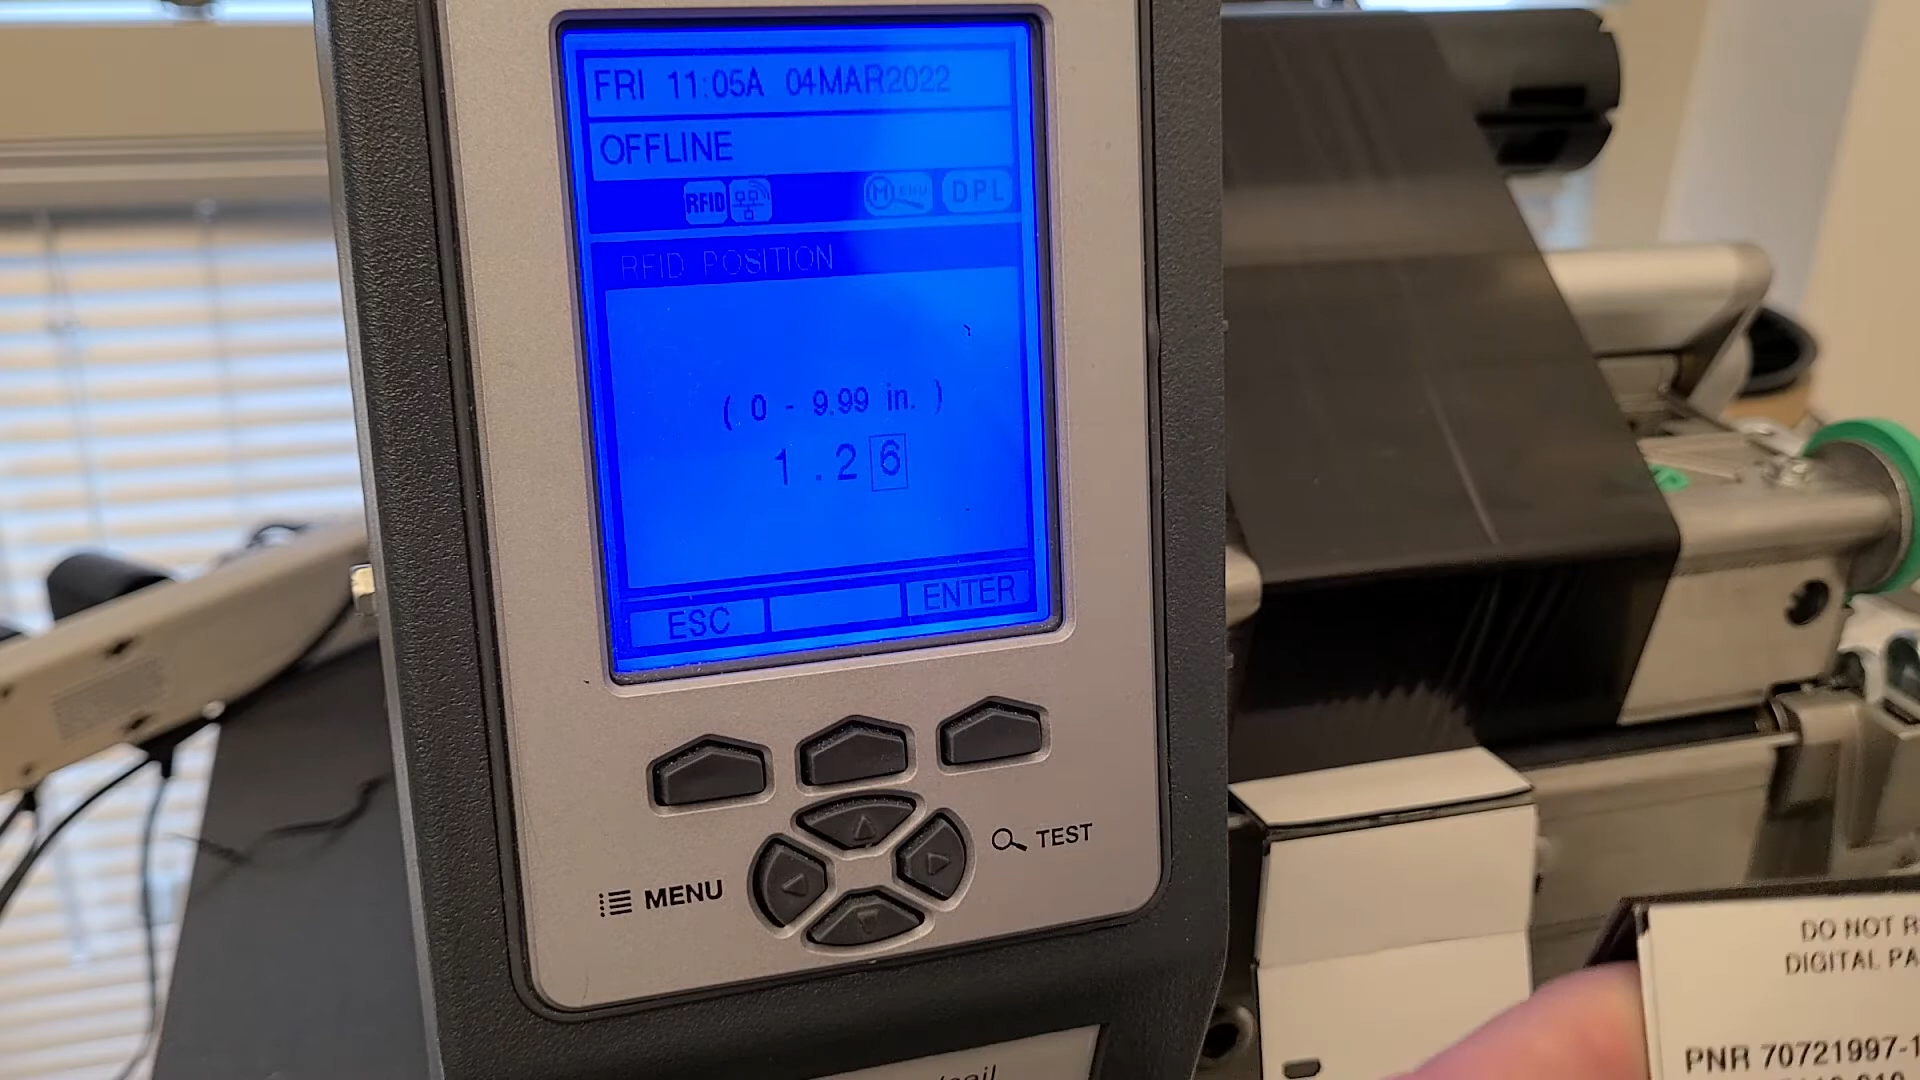 FRI 11:05A 04MAR2022
OFFLINE
RFID
MENU
DPL
RFID POSITION
( 0 - 9.99 in. )
1.26
ESC
ENTER
TEST
MENU
DO NOT R
DIGITAL PA
PNR 70721997-1